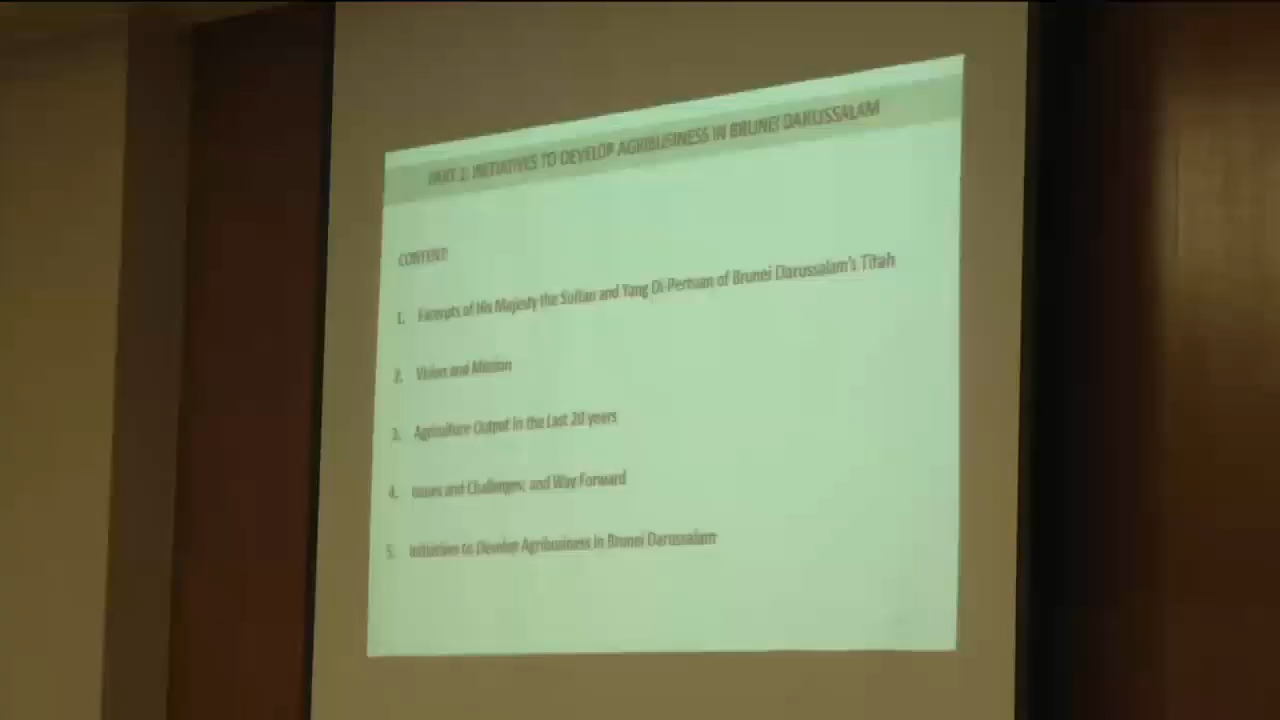 PART 1: INITIATIVES TO DEVELOP AGRIBUSINESS IN BRUNEI DARUSSALAM
CONTENT:
1. Excerpts of His Majesty the Sultan and Yang Di-Pertuan of Brunei Darussalam's Titah
2. Vision and Mission
3. Agriculture Output in the Last 20 years
4. Issues and Challenges; and Way Forward
5. Initiatives to Develop Agribusiness in Brunei Darussalam